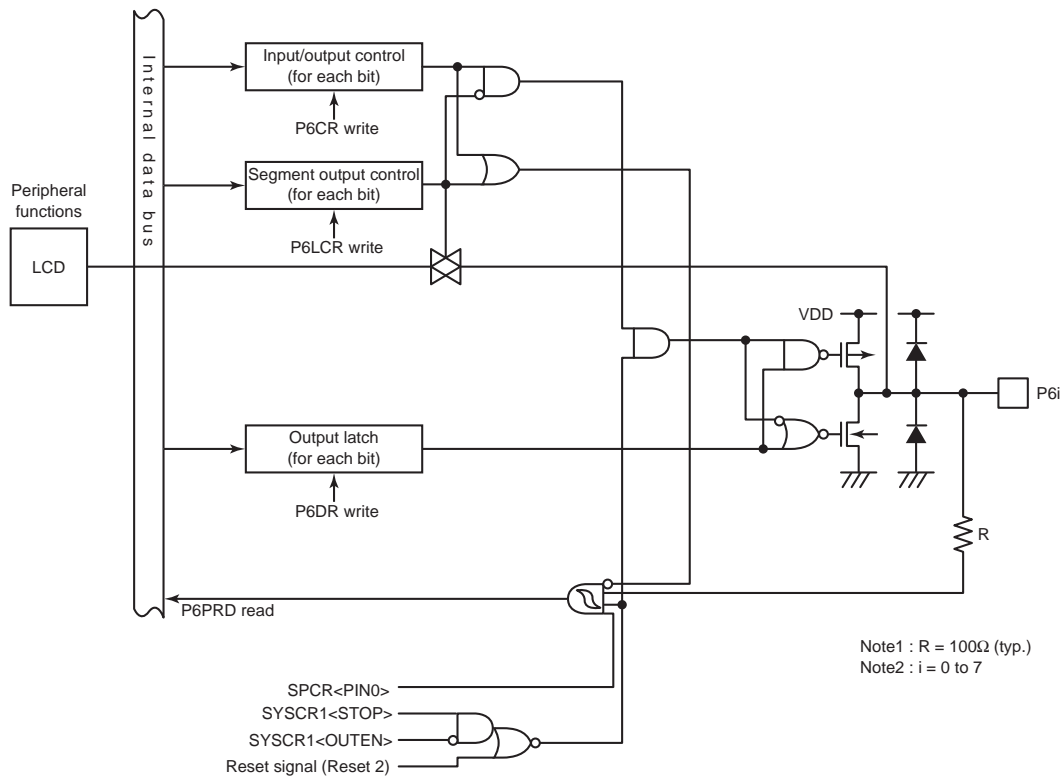 Internal data bus
Input/output control
(for each bit)
P6CR write
Segment output control
(for each bit)
P6LCR write
Peripheral
functions
LCD
VDD
P6i
Output latch
(for each bit)
P6DR write
R
P6PRD read
Note1 : R = 100Ω (typ.)
Note2 : i = 0 to 7
SPCR<PIN0>
SYSCR1<STOP>
SYSCR1<OUTEN>
Reset signal (Reset 2)